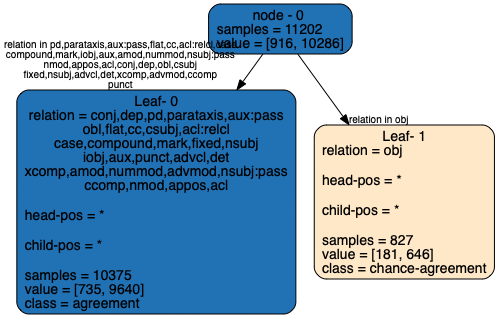 node - 0
samples = 11202
value = [916, 10286]
relation in pd,parataxis,aux:pass,flat,cc,acl:relcl,case
compound,mark,iobj,aux,amod,nummod,nsubj:pass
nmod,appos,acl,conj,dep,obl,csubj
fixed,nsubj,advcl,det,xcomp,advmod,ccomp
punct
relation in obj
Leaf- 0
relation = conj,dep,pd,parataxis,aux:pass
obl,flat,cc,csubj,acl:relcl
case,compound,mark,fixed,nsubj
iobj,aux,punct,advcl,det
xcomp,amod,nummod,advmod,nsubj:pass
ccomp,nmod,appos,acl
head-pos = *
child-pos = *
samples = 10375
value = [735, 9640]
class = agreement
Leaf- 1
relation = obj
head-pos = *
child-pos = *
samples = 827
value = [181, 646]
class = chance-agreement